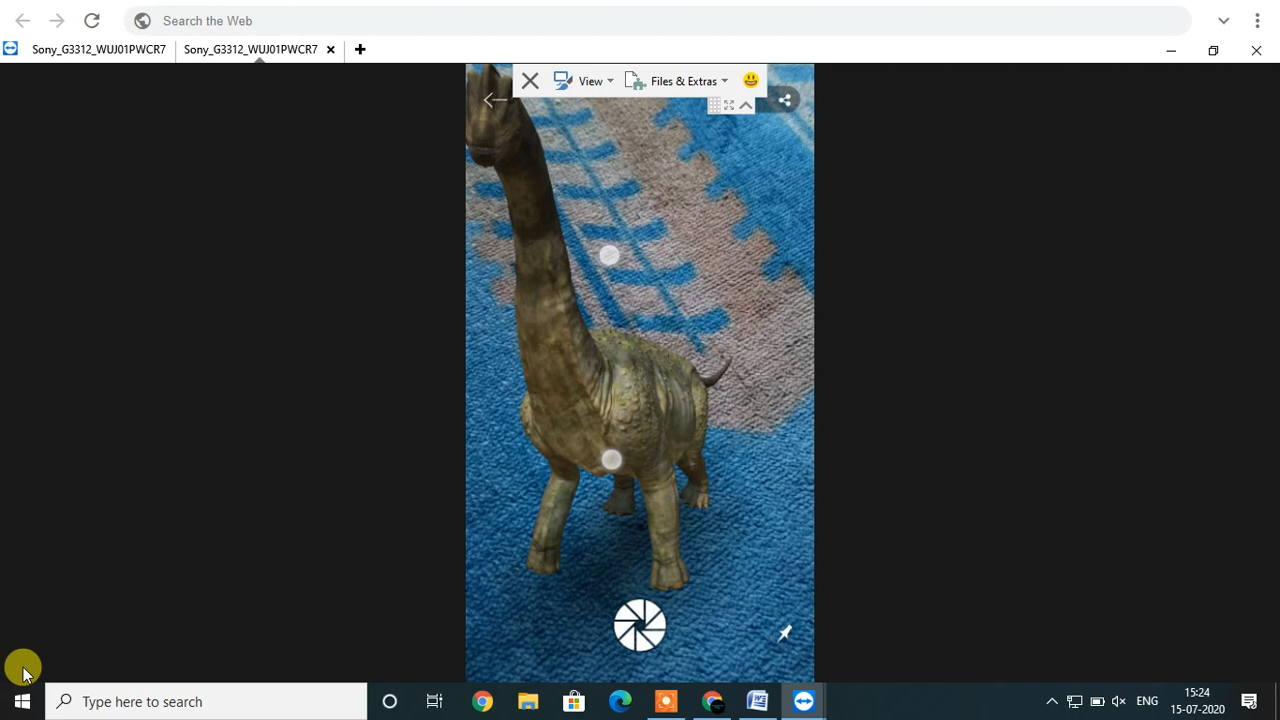 Search the Web
Sony_G3312_WUJ01PWCR7 Sony_G3312_WUJ01PWCR7
View Files & Extras
Type here to search
ENG
15:24
15-07-2020